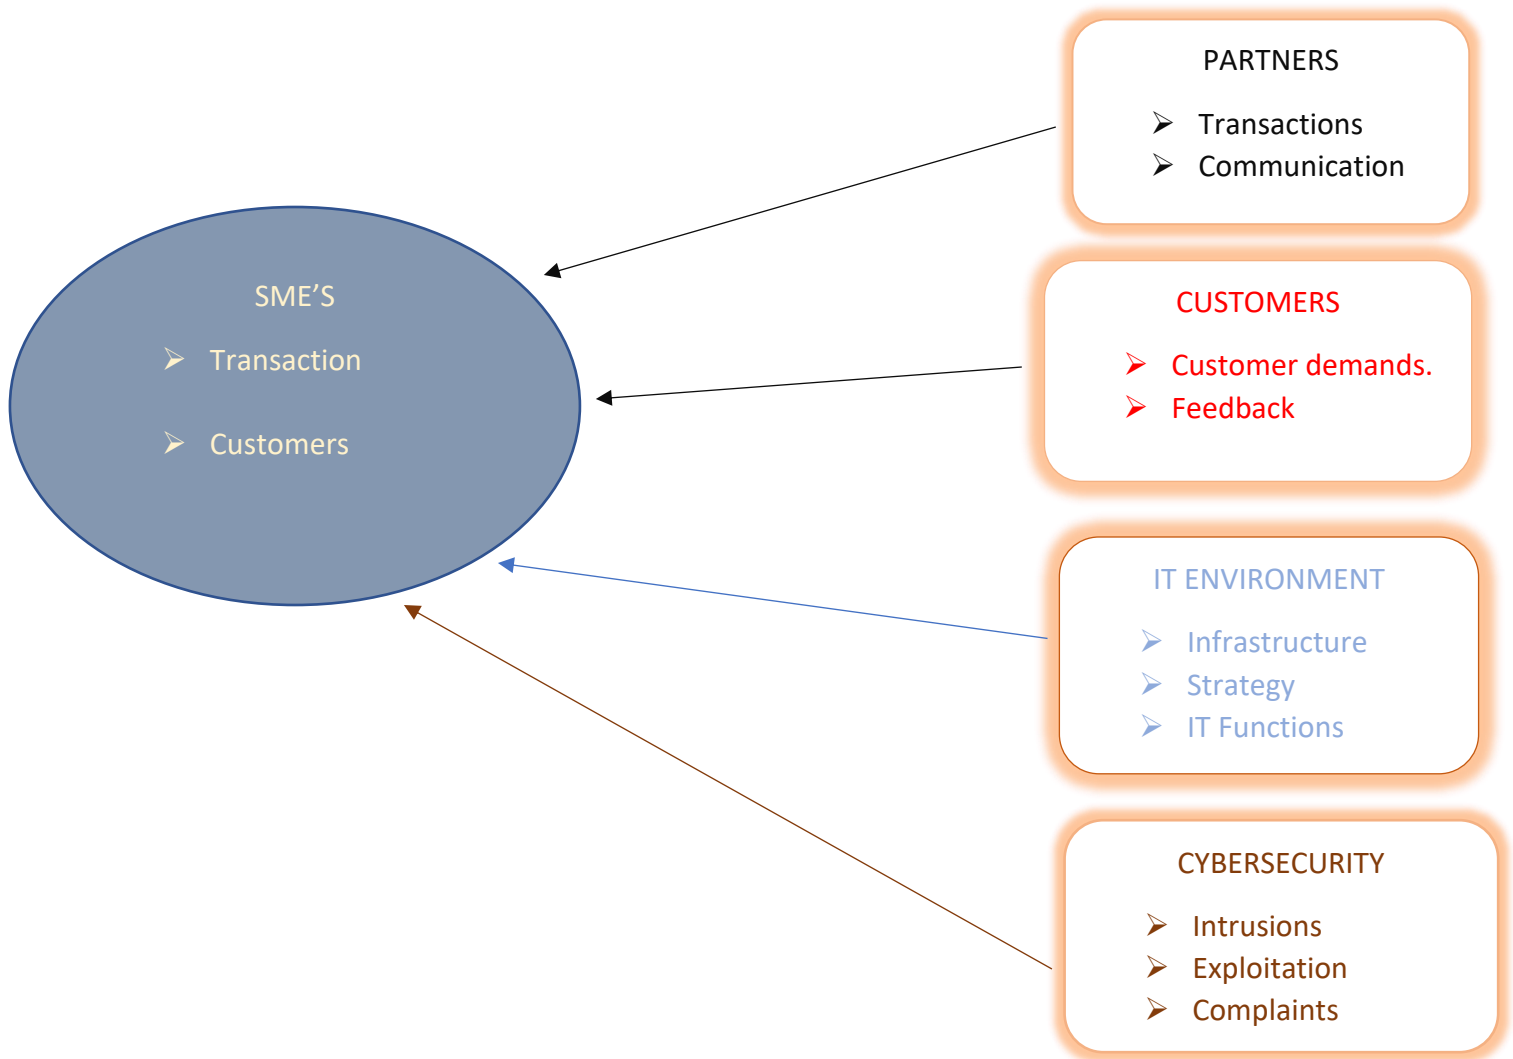 PARTNERS
➢ Transactions
➢ Communication
SME’S
➢ Transaction
➢ Customers
CUSTOMERS
➢ Customer demands.
➢ Feedback
IT ENVIRONMENT
➢ Infrastructure
➢ Strategy
➢ IT Functions
CYBERSECURITY
➢ Intrusions
➢ Exploitation
➢ Complaints